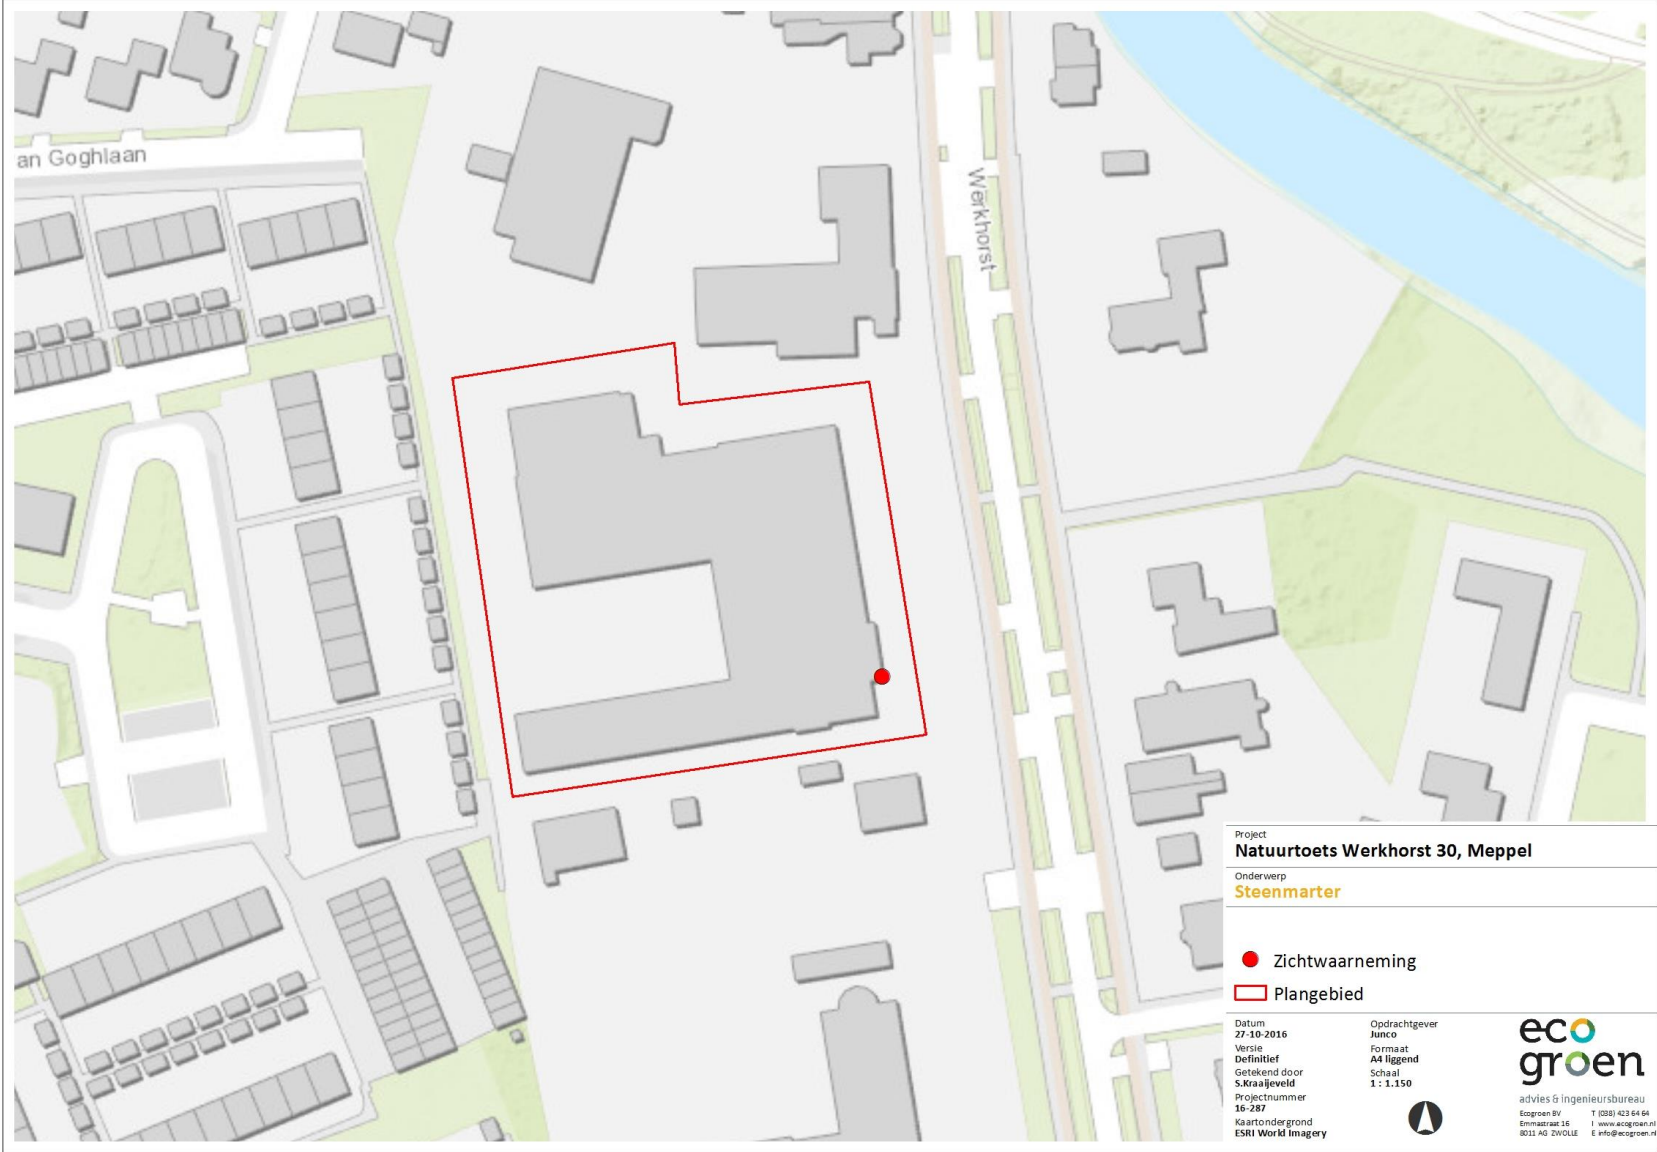 an Goghlaan
Werkhorst
Project
Natuurtoets Werkhorst 30, Meppel
Onderwerp
Steenmarter
Zichtwaarneming
Plangebied
Datum
27-10-2016
Versie
Definitief
Getekend door
S.Kraaijeveld
Projectnummer
16-287
Kaartondergrond
ESRI World Imagery
Opdrachtgever
Junco
Formaat
A4 liggend
Schaal
1 : 1.150
eco
groen
advies & ingenieursbureau
Ecogroen BV T (038) 423 64 64
Emmastraat 16 I www.ecogroen.nl
8011 AG ZWOLLE E info@ecogroen.nl